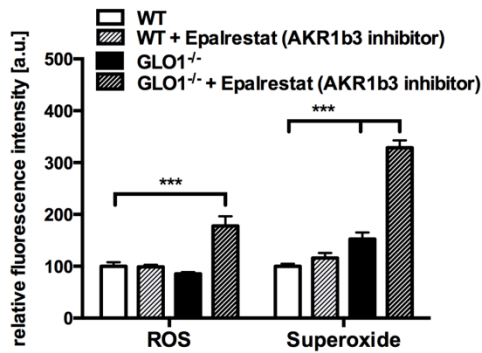 WT
WT + Epalrestat (AKR1b3 inhibitor)
GLO1-/-
GLO1-/- + Epalrestat (AKR1b3 inhibitor)
relative fluorescence intensity [a.u.]
500
400
300
200
100
0
***
***
ROS
Superoxide